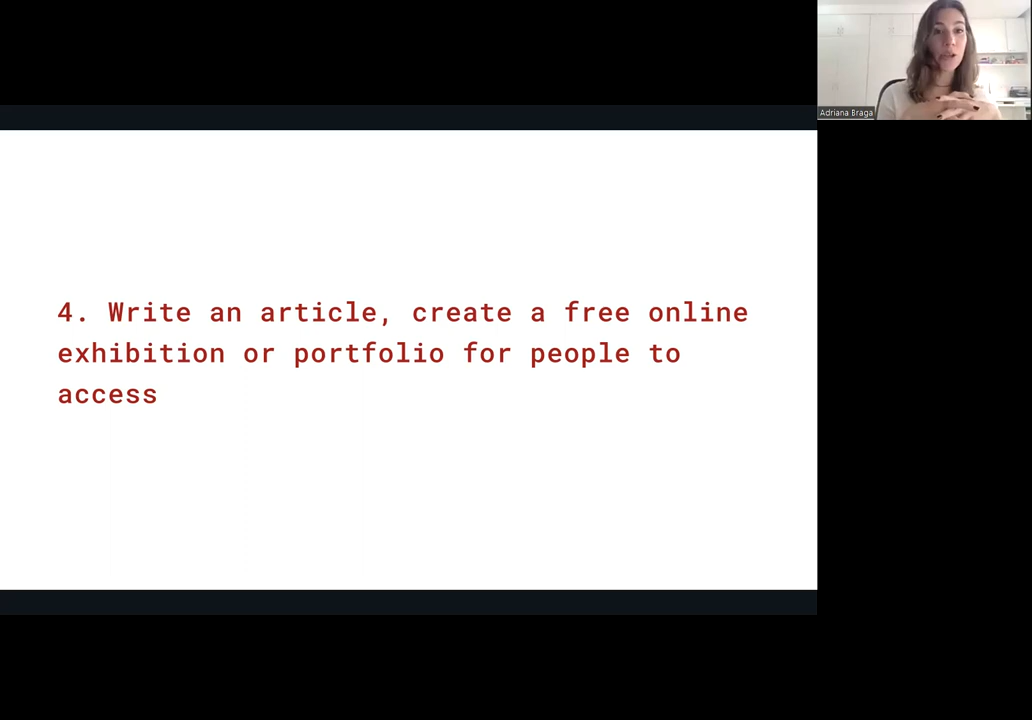 Adriana Braga
4. Write an article, create a free online
exhibition or portfolio for people to
access